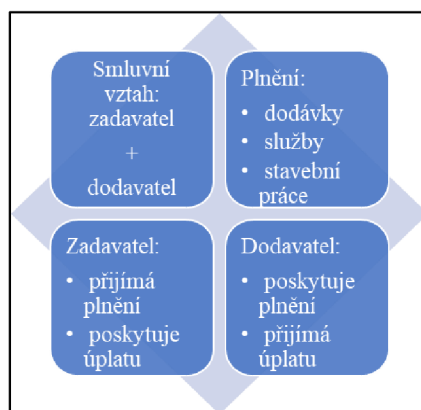 Smluvní
vztah:
zadavatel
+
dodavatel
Plnění:
• dodávky
• služby
• stavební
práce
Zadavatel:
• přijímá
plnění
• poskytuje
úplatu
Dodavatel:
• poskytuje
plnění
• přijímá
úplatu